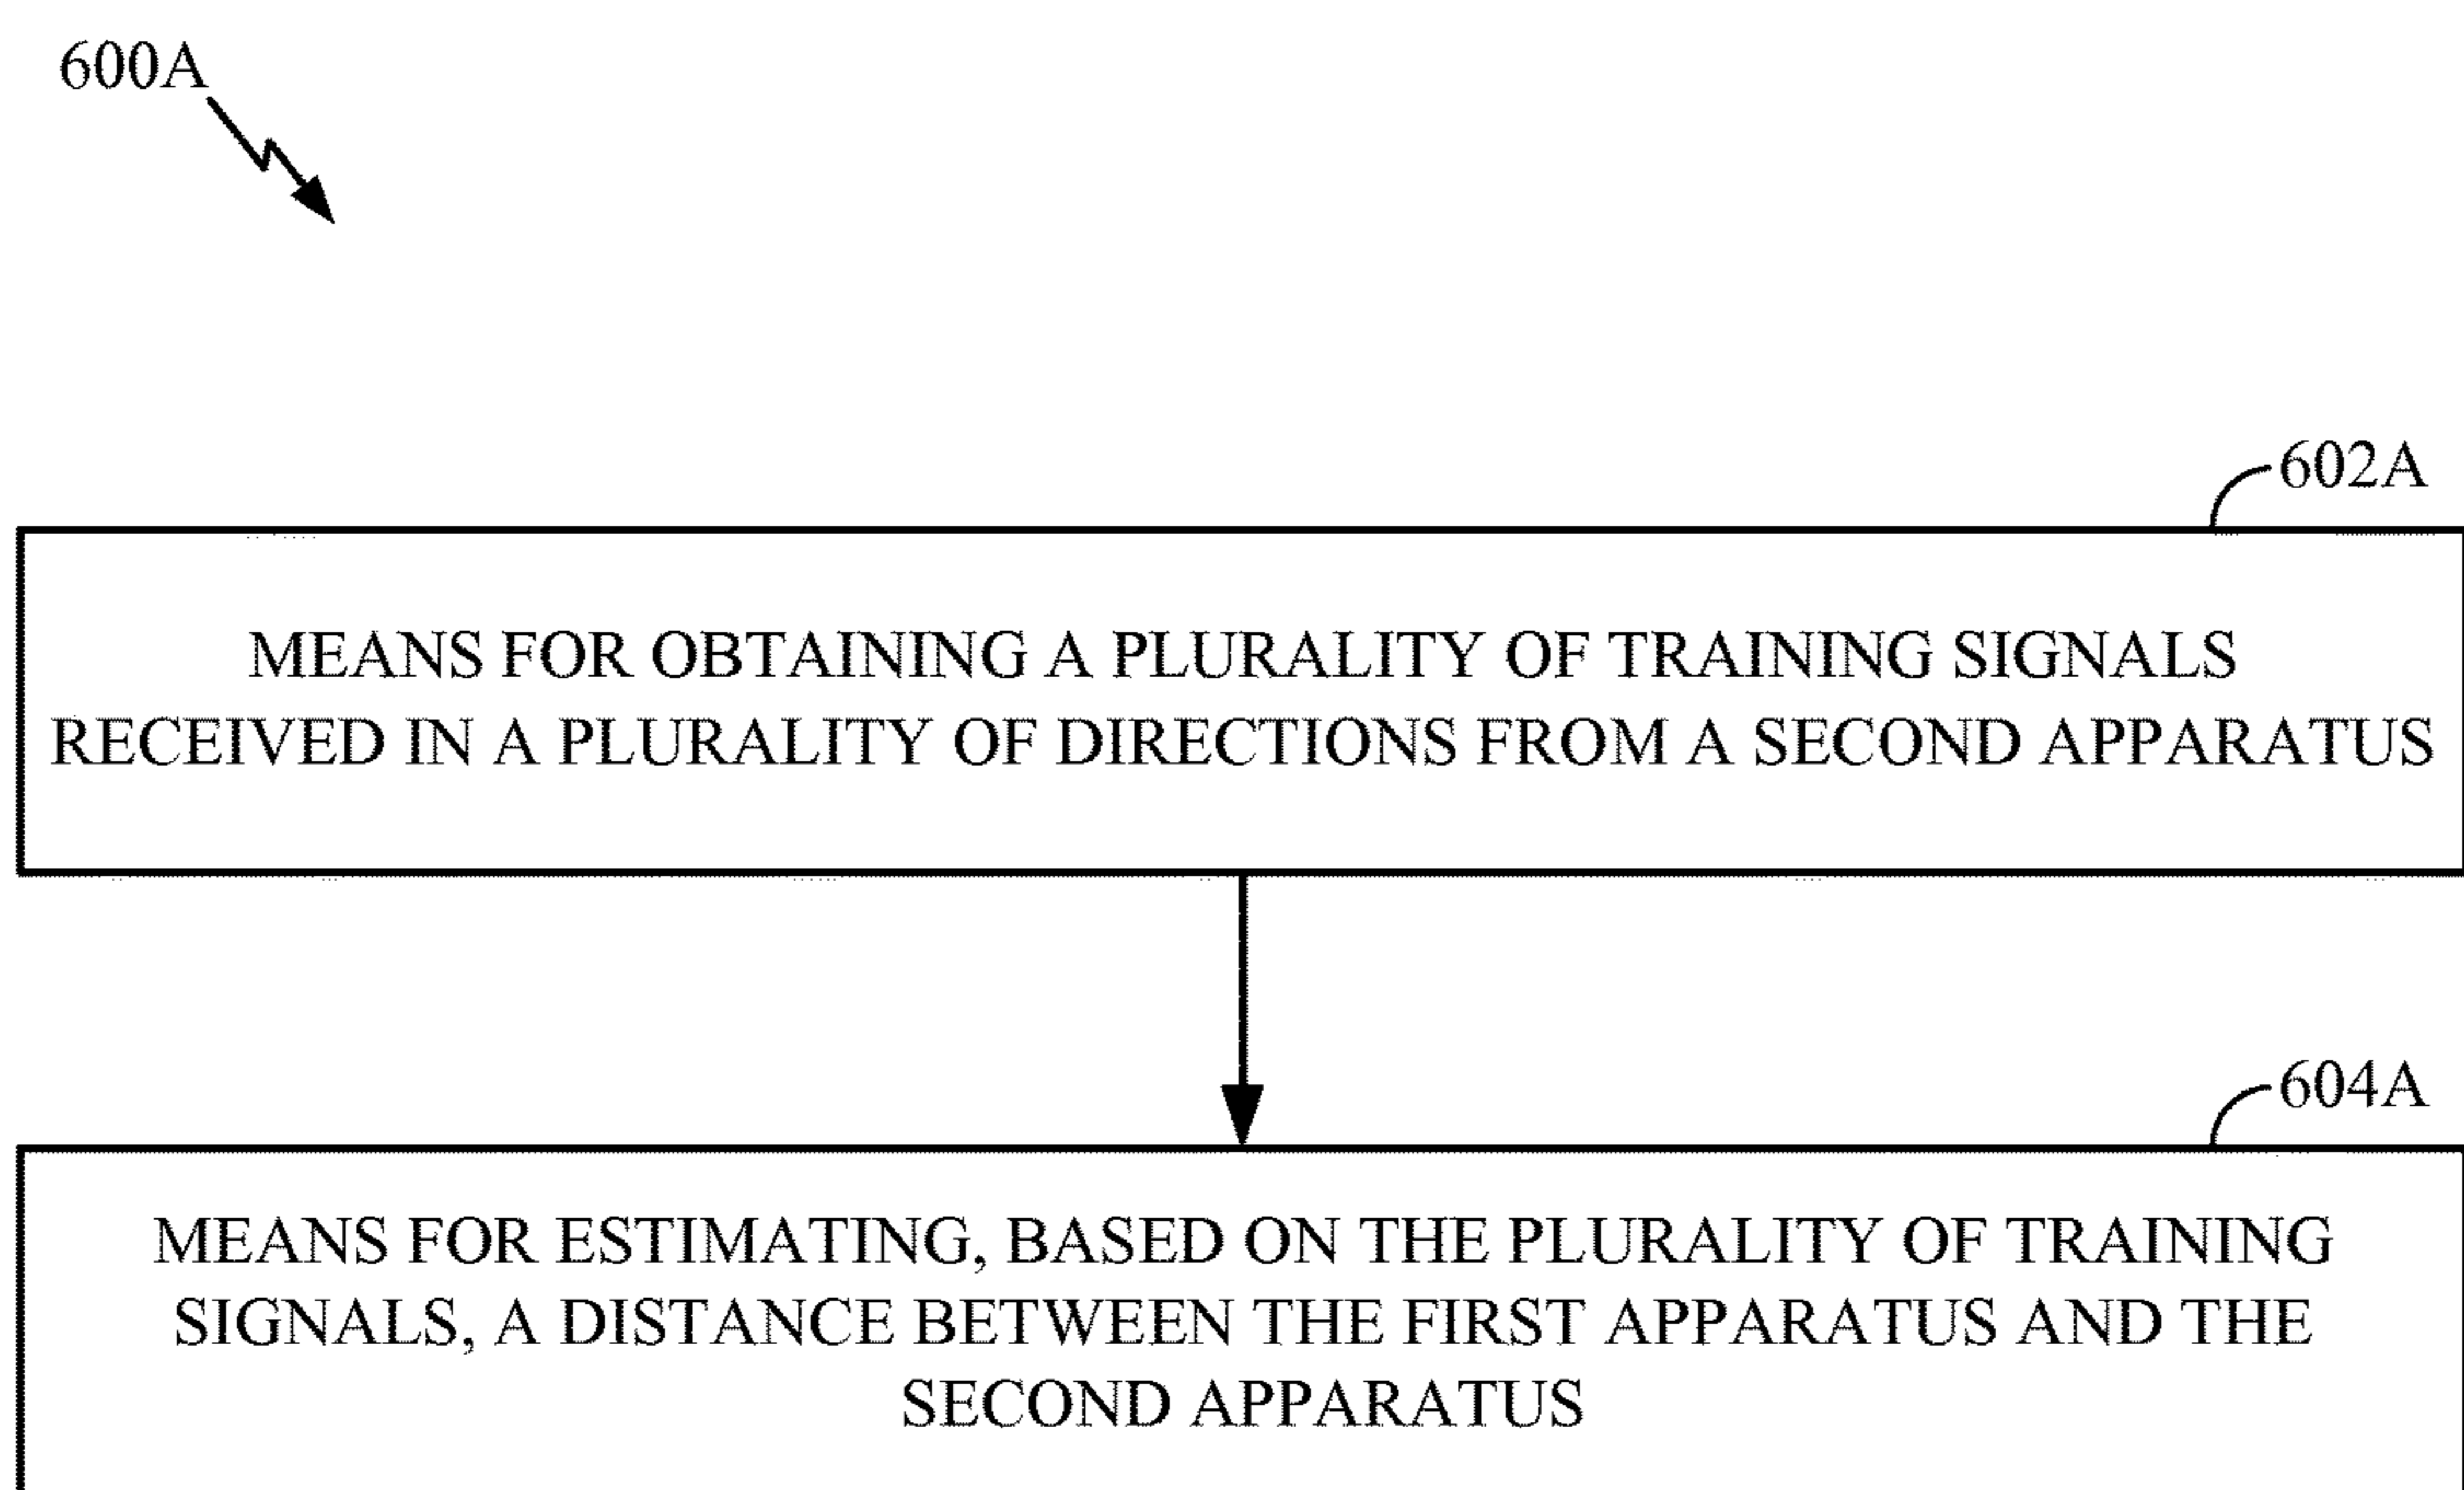 600A
602A
MEANS FOR OBTAINING A PLURALITY OF TRAINING SIGNALS
RECEIVED IN A PLURALITY OF DIRECTIONS FROM A SECOND APPARATUS
604A
MEANS FOR ESTIMATING, BASED ON THE PLURALITY OF TRAINING
SIGNALS, A DISTANCE BETWEEN THE FIRST APPARATUS AND THE
SECOND APPARATUS